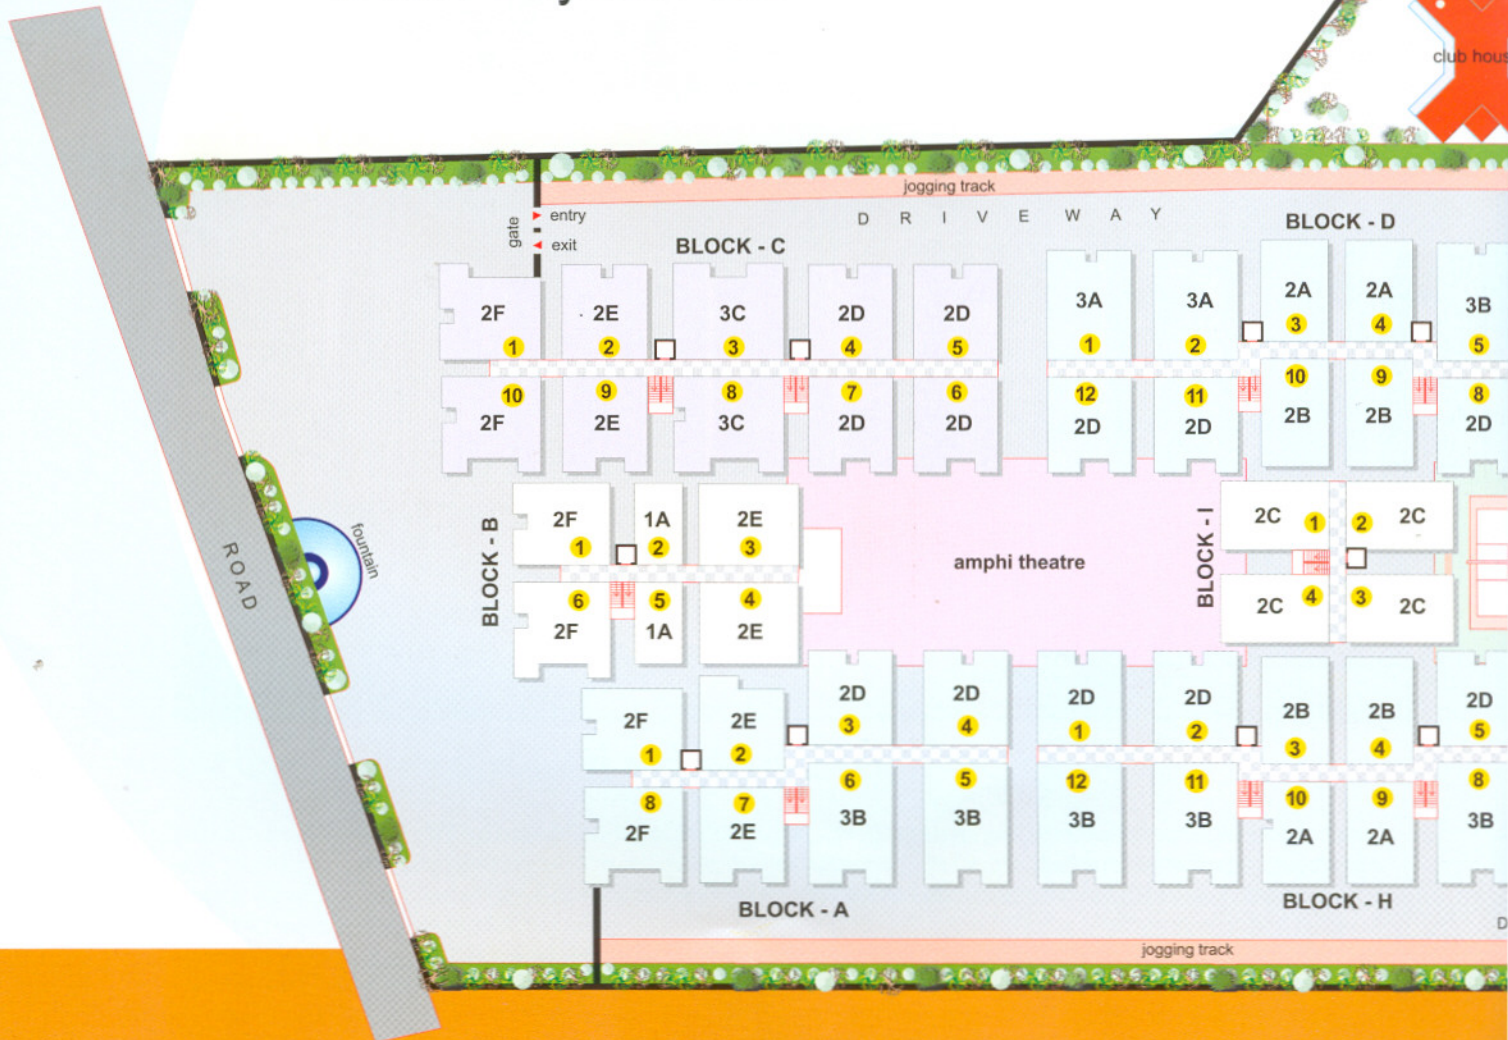 club hous
jogging track
D R I V E W A Y
gate
entry
exit
BLOCK - C
BLOCK - D
2F 2E 3C 2D 2D 3A 3A 2A 2A 3B
1 2 3 4 5 1 2 3 4 5
10 9 8 7 6 12 11 10 9 8
2F 2E 3C 2D 2D 2D 2D 2B 2B 2D
BLOCK - B
2F 1A 2E
1 2 3
6 5 4
2F 1A 2E
amphi theatre
BLOCK - I
2C 1 2 2C
2C 4 3 2C
fountain
ROAD
2F 2E 2D 2D 2D 2D 2B 2B 2D
1 2 3 4 1 2 3 4 5
8 7 6 5 12 11 10 9 8
2F 2E 3B 3B 3B 3B 2A 2A 3B
BLOCK - A
BLOCK - H
D
jogging track